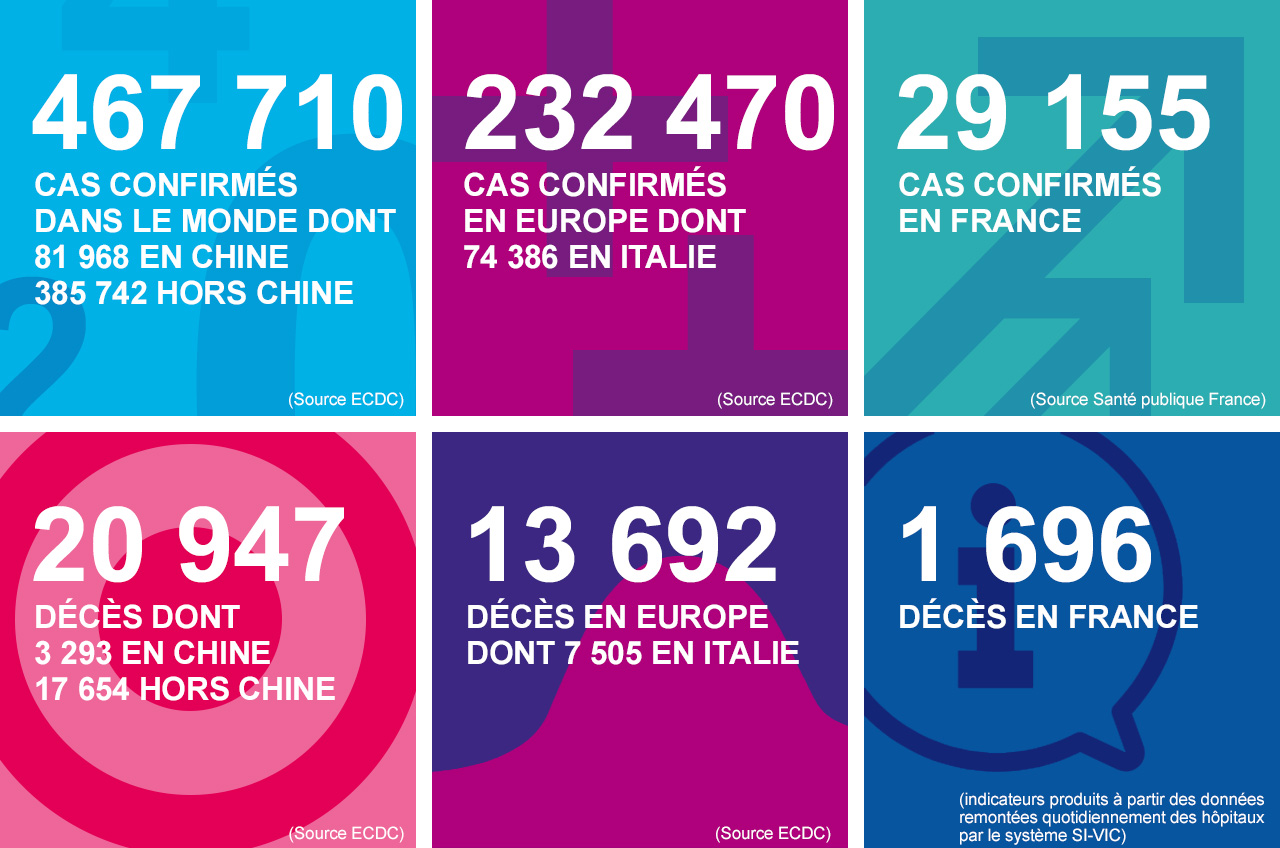 467 710
CAS CONFIRMÉS
DANS LE MONDE DONT
81 968 EN CHINE
385 742 HORS CHINE
(Source ECDC)
232 470
CAS CONFIRMÉS
EN EUROPE DONT
74 386 EN ITALIE
(Source ECDC)
29 155
CAS CONFIRMÉS
EN FRANCE
(Source Santé publique France)
20 947
DÉCÈS DONT
3 293 EN CHINE
17 654 HORS CHINE
(Source ECDC)
13 692
DÉCÈS EN EUROPE
DONT 7 505 EN ITALIE
(Source ECDC)
1 696
DÉCÈS EN FRANCE
(indicateurs produits à partir des données
remontées quotidiennement des hôpitaux
par le système SI-VIC)